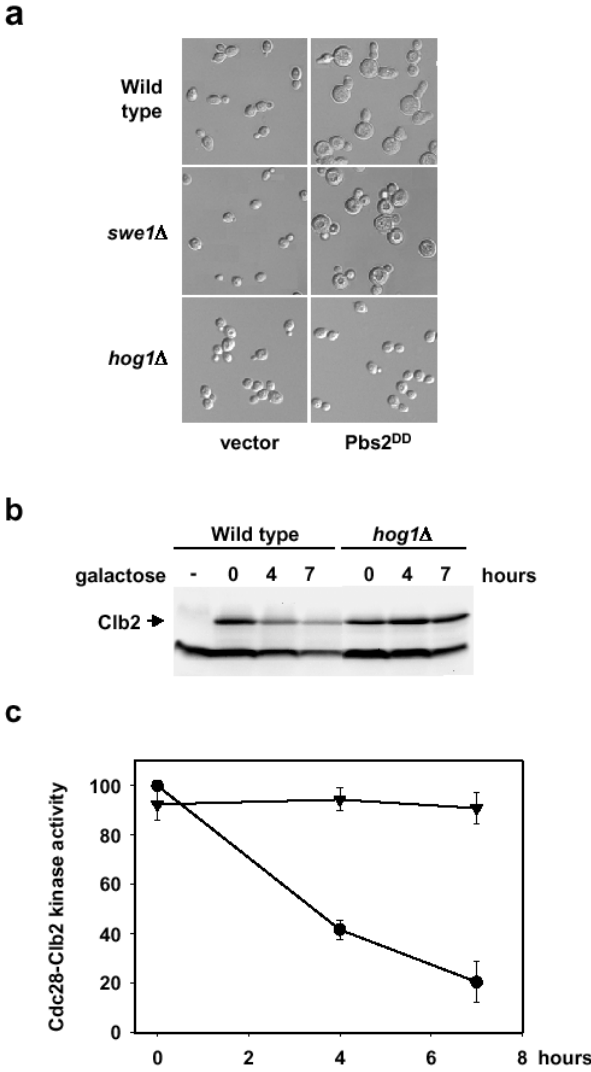 a
Wild
type
swe1Δ
hog1Δ
vector Pbs2DD
b
Wild type hog1Δ
galactose - 0 4 7 0 4 7 hours
Clb2
c
Cdc28-Clb2 kinase activity
100
80
60
40
20
0
0 2 4 6 8 hours